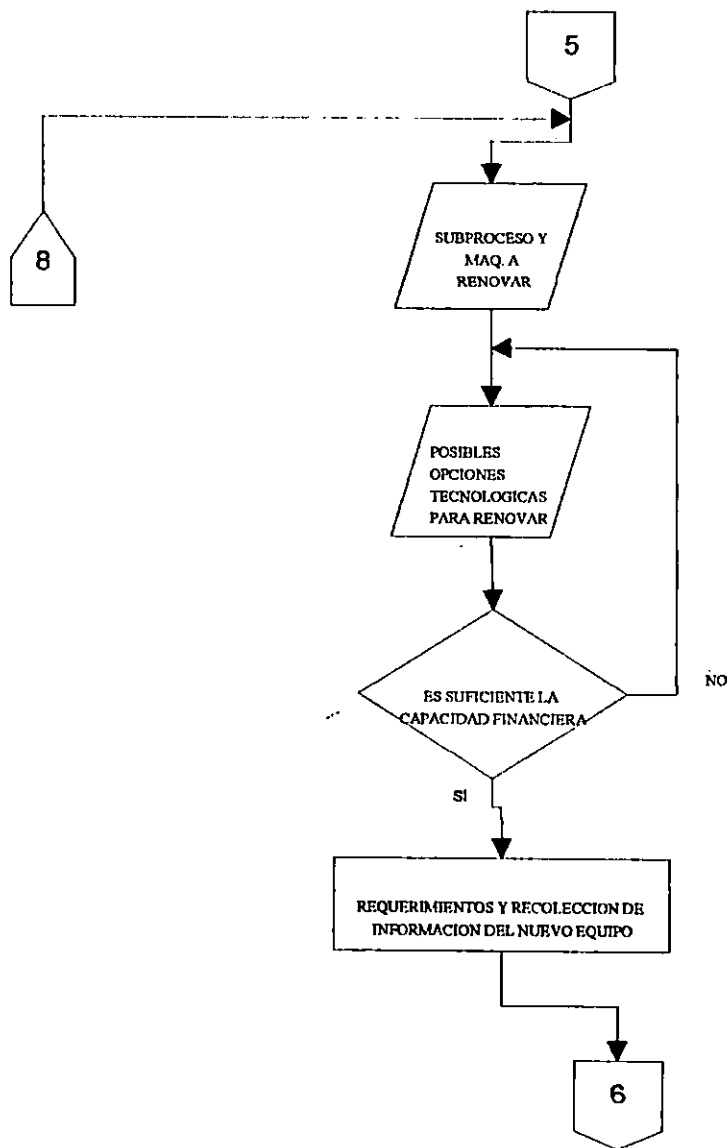 5
8
SUBPROCESO Y
MAQ. A
RENOVAR
POSIBLES
OPCIONES
TECNOLOGICAS
PARA RENOVAR
NO
ES SUFICIENTE LA
CAPACIDAD FINANCIERA
SI
REQUERIMIENTOS Y RECOLECCION DE
INFORMACION DEL NUEVO EQUIPO
6